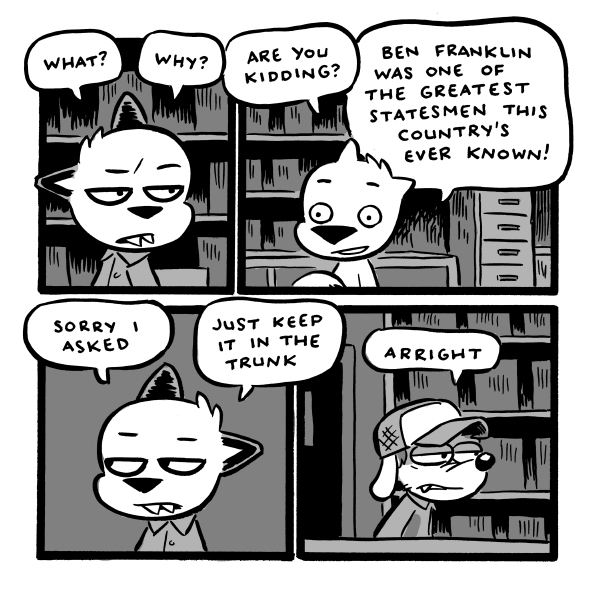 WHAT?
WHY?
ARE YOU
KIDDING?
BEN FRANKLIN
WAS ONE OF
THE GREATEST
STATESMEN THIS
COUNTRY'S
EVER KNOWN!
SORRY I
ASKED
JUST KEEP
IT IN THE
TRUNK
ARRIGHT